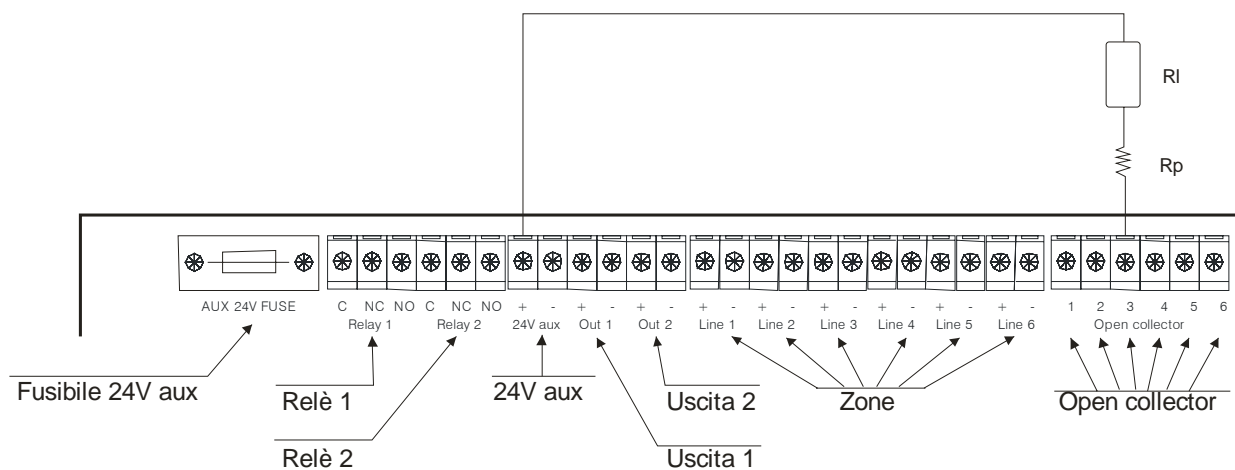 Rl
Rp
AUX 24V FUSE
C NC NO C NC NO + - + - + - + - + - + - + - + - + - 1 2 3 4 5 6
Relay 1 Relay 2 24V aux Out 1 Out 2 Line 1 Line 2 Line 3 Line 4 Line 5 Line 6 Open collector
Fusibile 24V aux
Relè 1
24V aux
Uscita 2
Zone
Open collector
Relè 2
Uscita 1